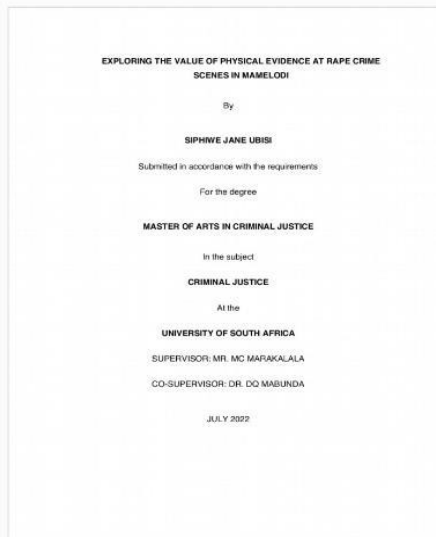 EXPLORING THE VALUE OF PHYSICAL EVIDENCE AT RAPE CRIME
SCENES IN MAMELODI
By
SIPHIWE JANE UBISI
Submitted in accordance with the requirements
For the degree
MASTER OF ARTS IN CRIMINAL JUSTICE
In the subject
CRIMINAL JUSTICE
At the
UNIVERSITY OF SOUTH AFRICA
SUPERVISOR: MR. MC MARAKALALA
CO-SUPERVISOR: DR. DQ MABUNDA
JULY 2022